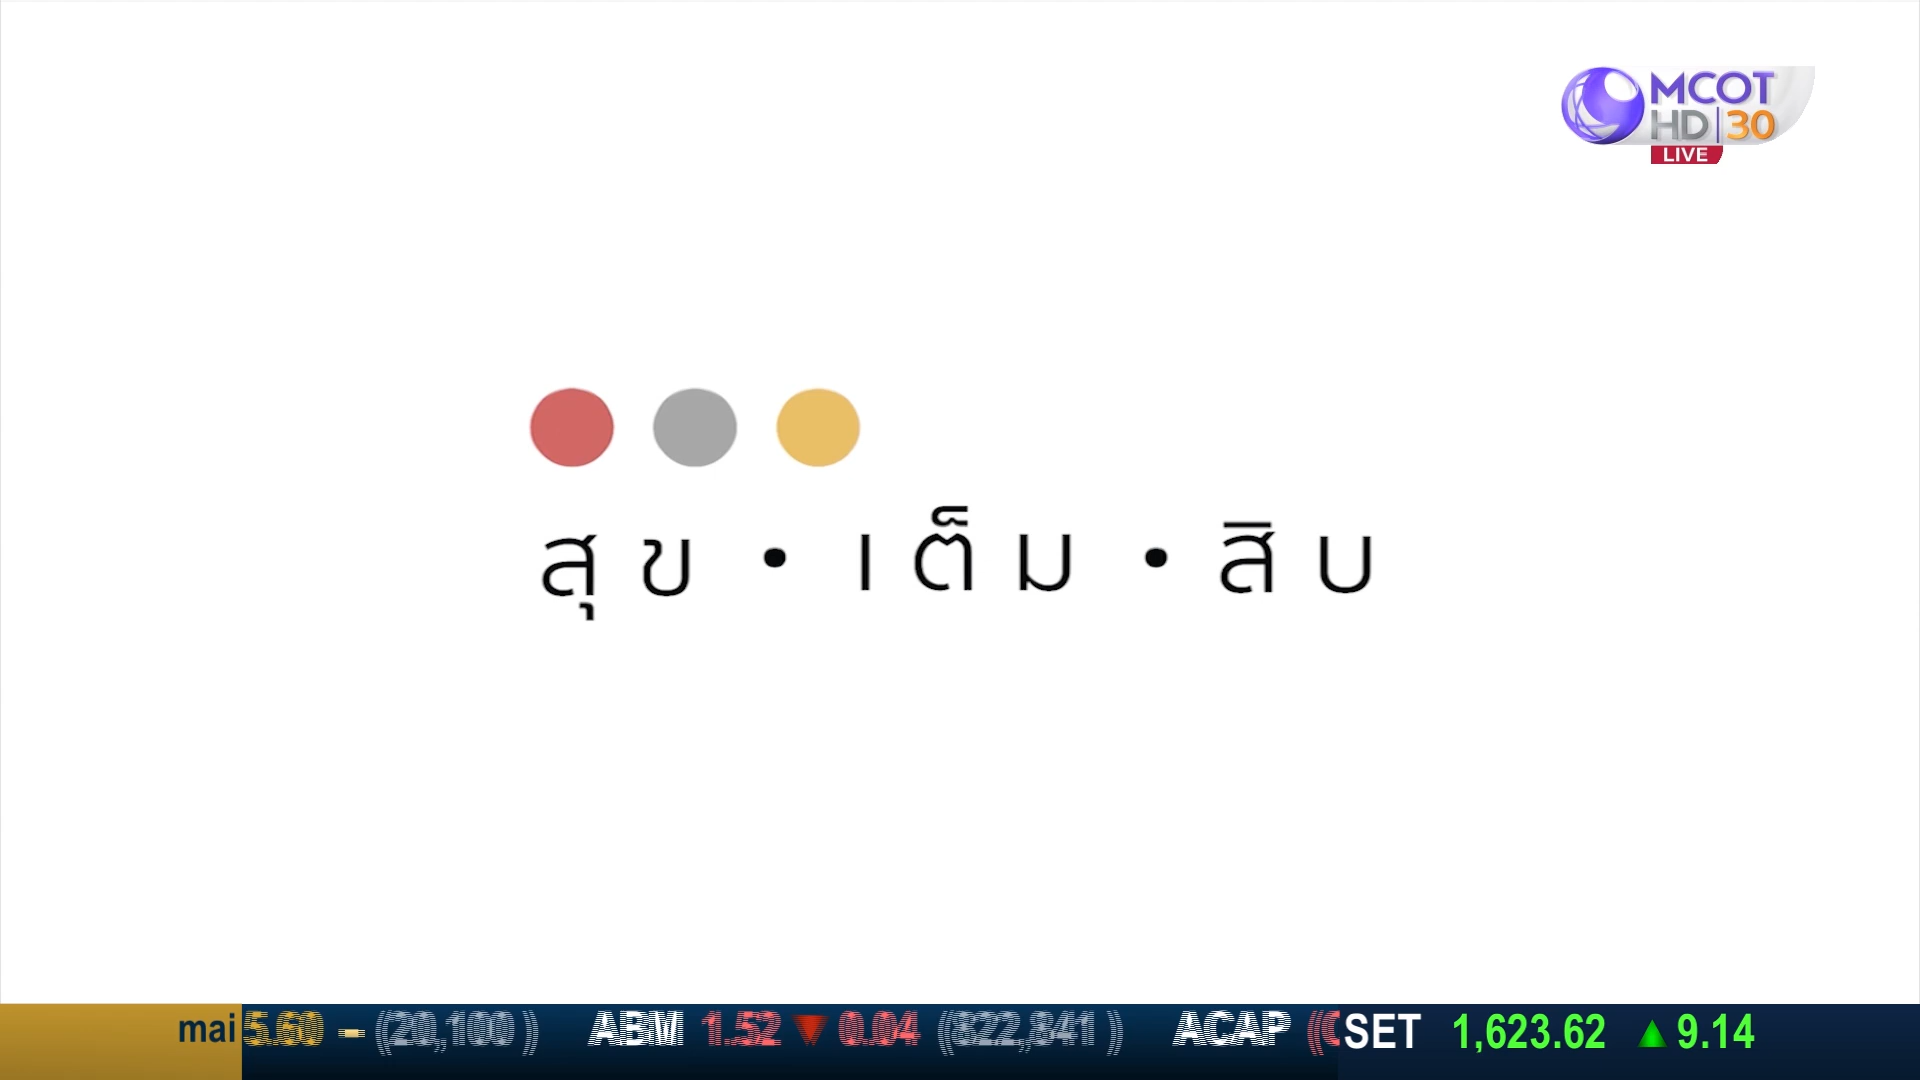 MCOT
HD 30
LIVE
สุข • เต็ม • สิบ
mai 5.60 – (20,100) ABM 1.52 ▼ 0.04 (822,841) ACAP SET 1,623.62 ▲ 9.14